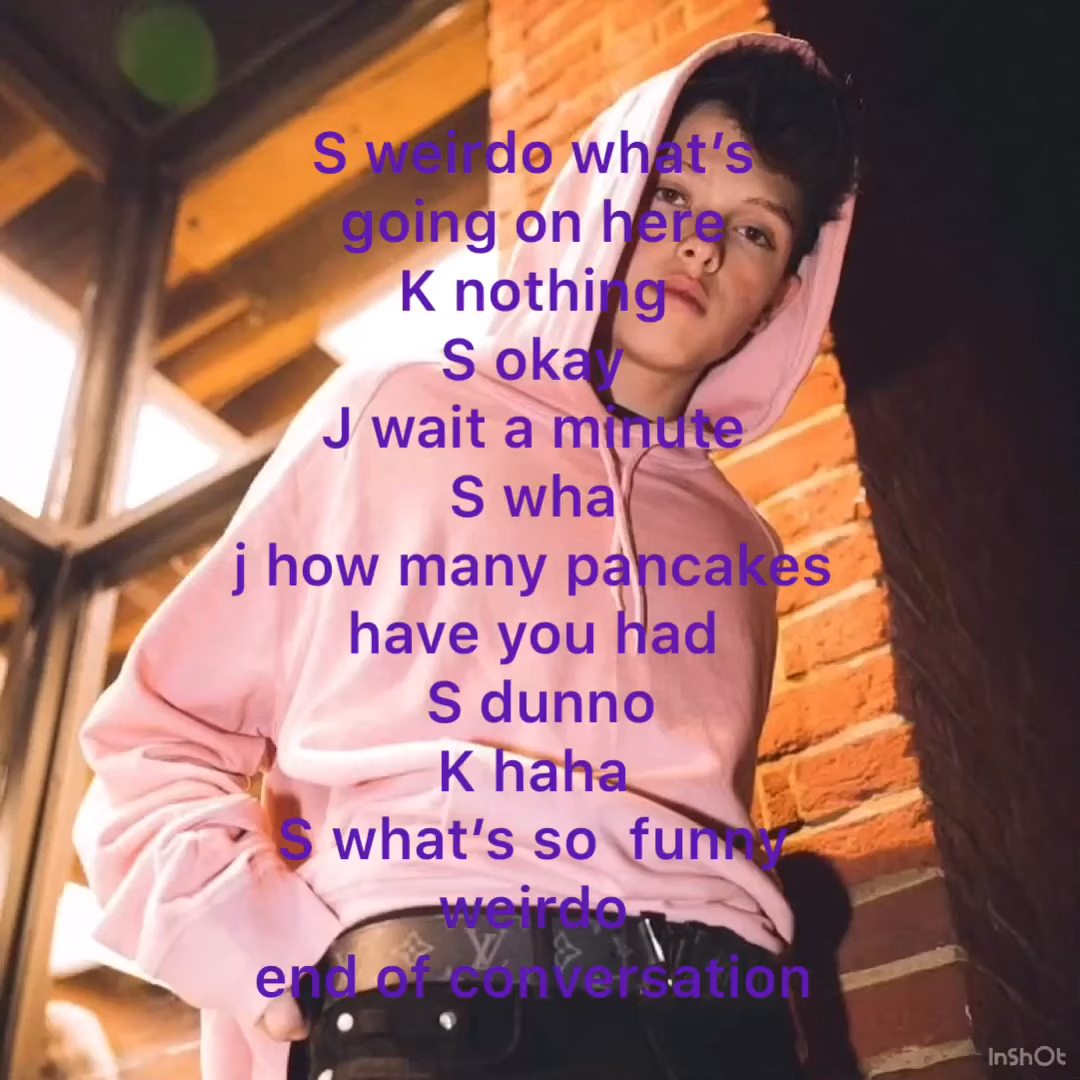 S weirdo what’s
going on here
K nothing
S okay
J wait a minute
S wha
j how many pancakes
have you had
S dunno
K haha
S what’s so  funny
weirdo
end of conversation
InShOt